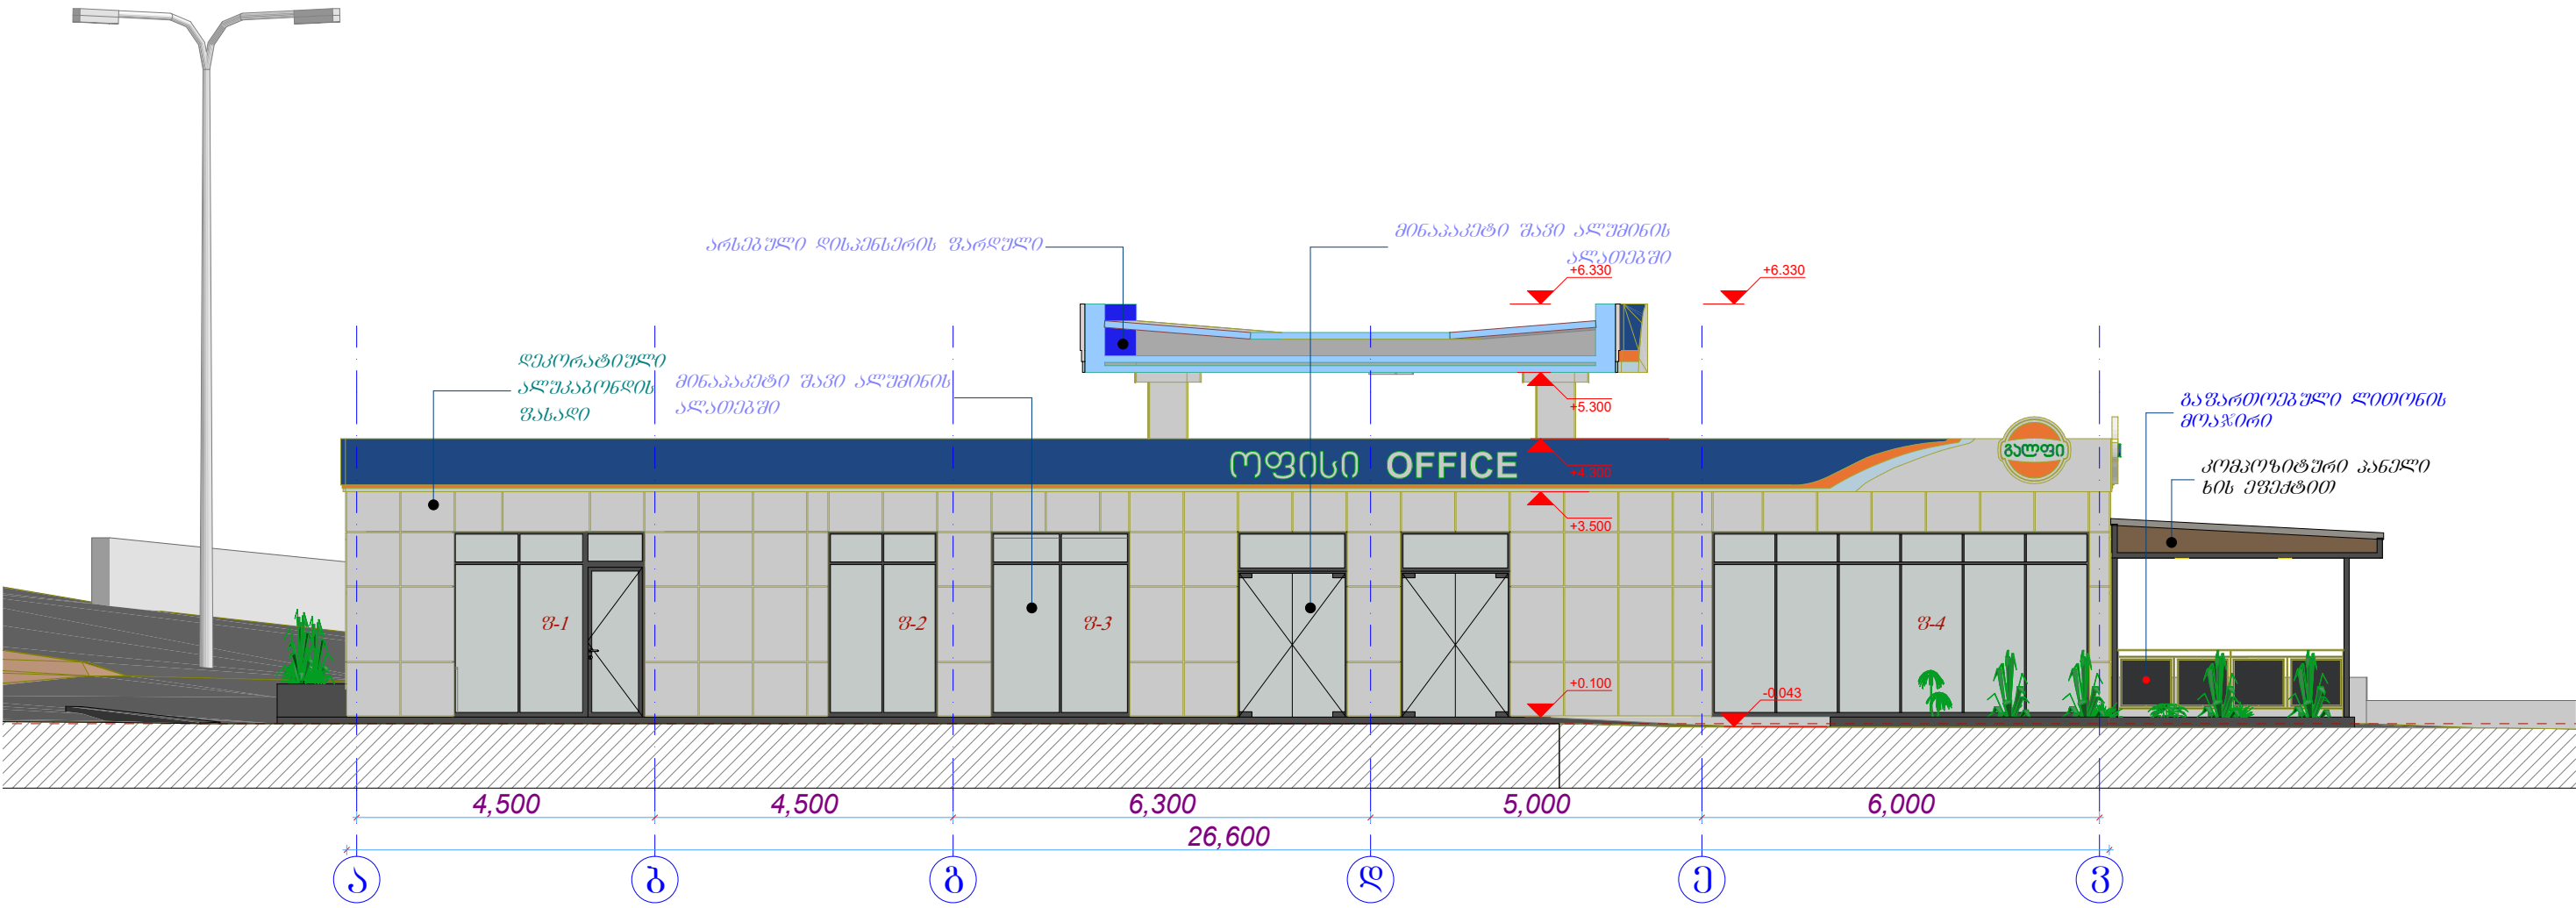 მინაპაკეტი შავი ალუმინის
ალათებში
არსებული დისპენსერის ფარდული
+6.330
+6.330
დეკორატიული
ალუკაბონდის
ფასადი
მინაპაკეტი შავი ალუმინის
ალათებში
+5.300
გაფართოებული ლითონის
მოაჯირი
ოფისი OFFICE
გალფი
+4.300
კომპოზიტური პანელი
ხის ეფექტით
+3.500
ფ-1
ფ-2
ფ-3
ფ-4
+0.100
-0.043
4,500
4,500
6,300
5,000
6,000
26,600
ა
ბ
გ
დ
ე
ვ